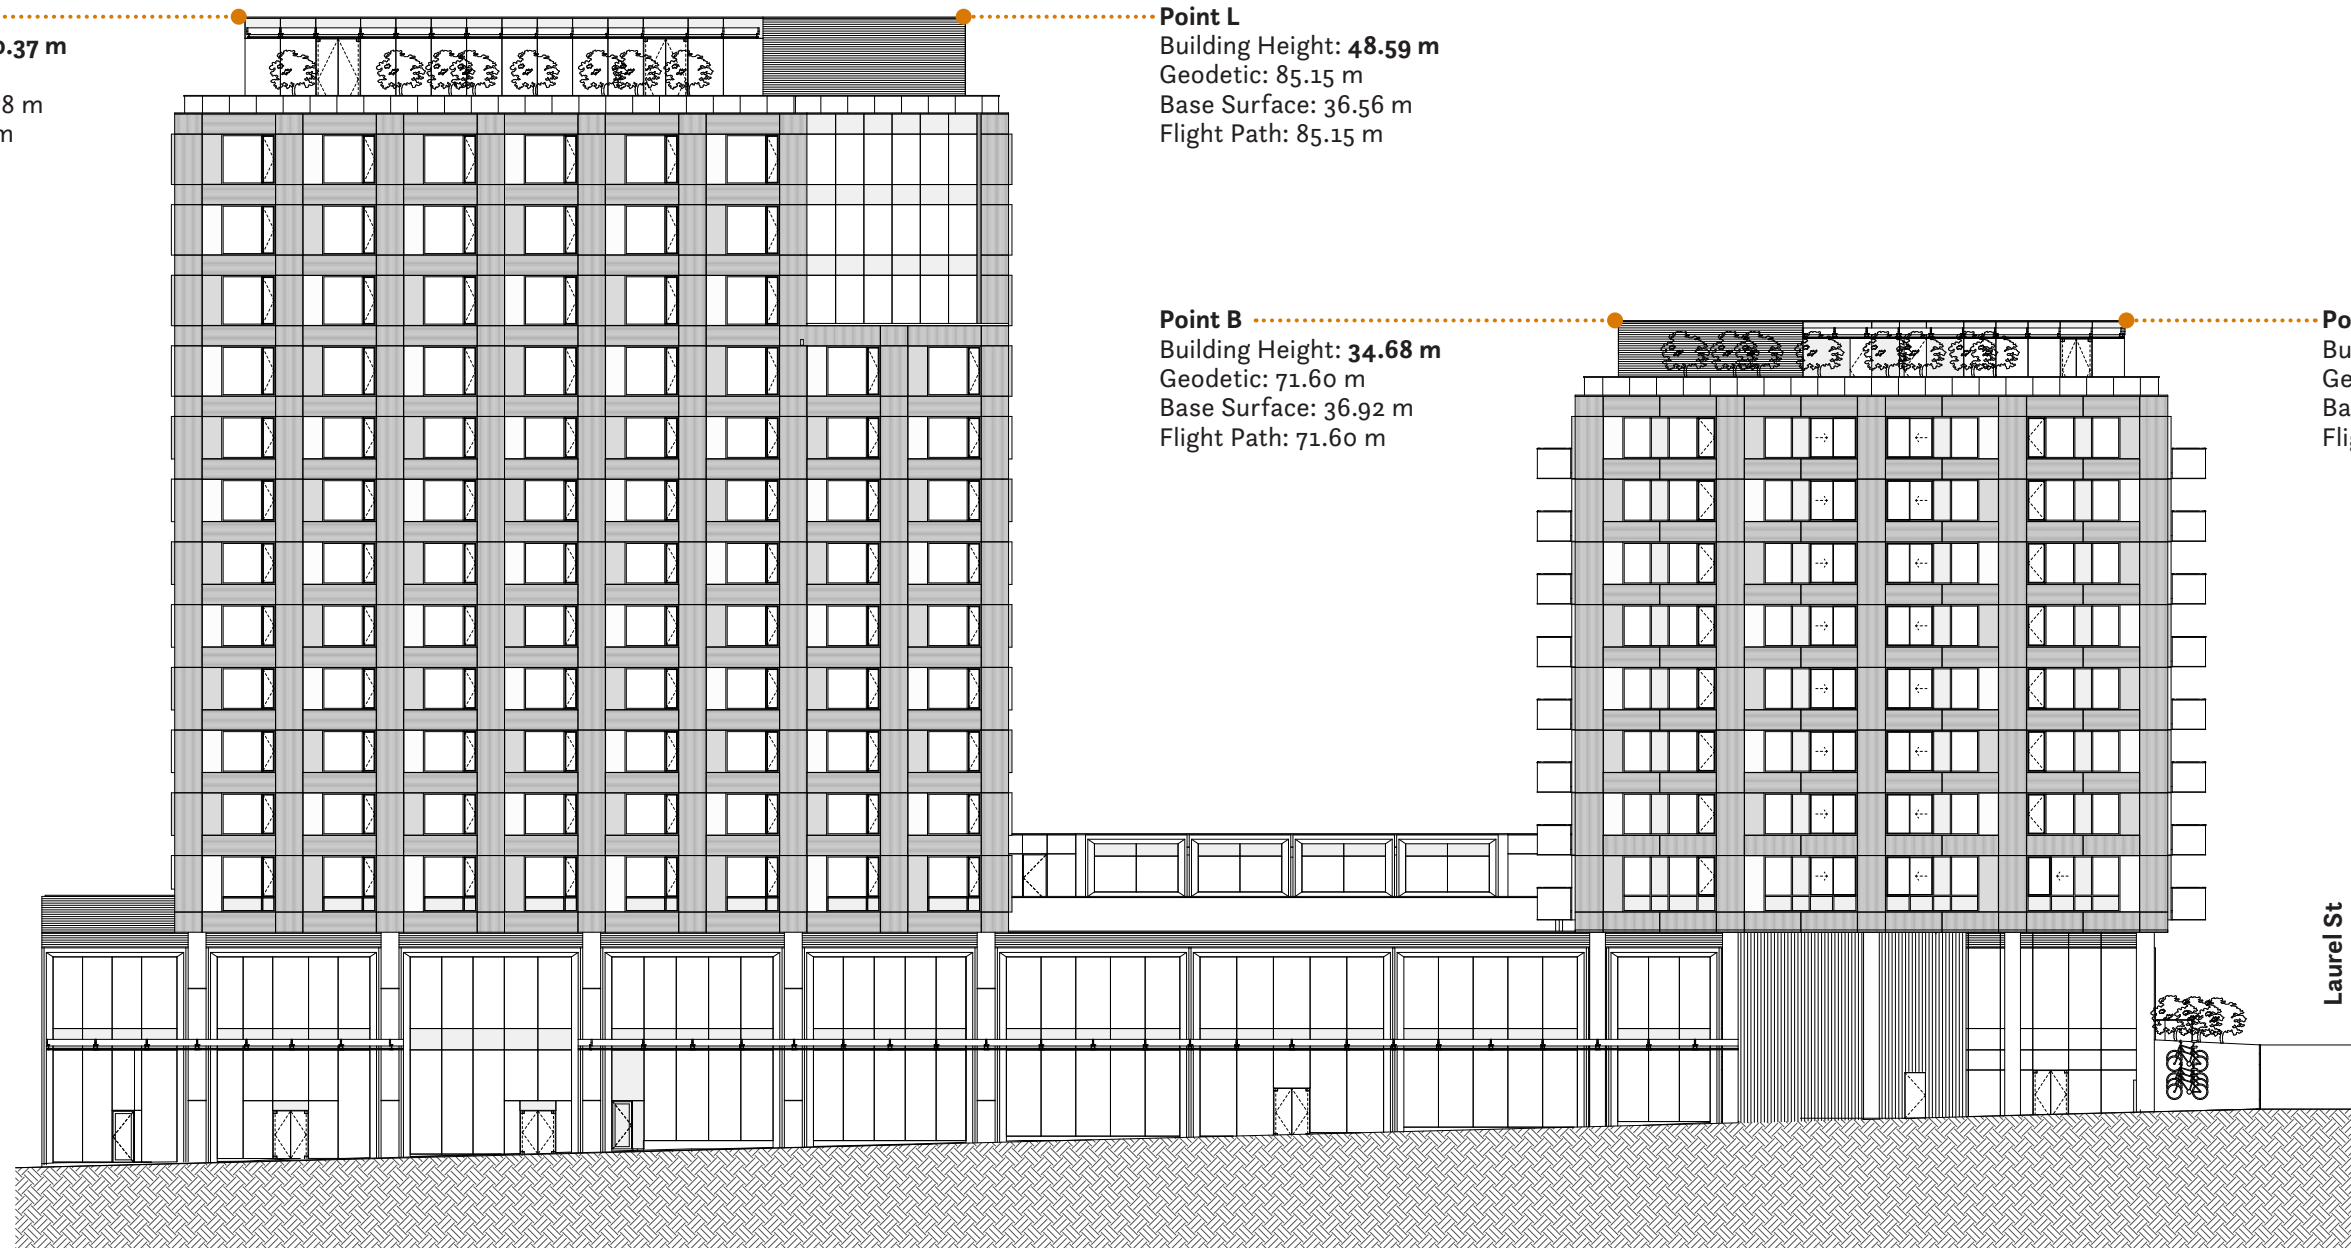 8 m
m
Point L
Building Height: 48.59 m
Geodetic: 85.15 m
Base Surface: 36.56 m
Flight Path: 85.15 m
Point B
Building Height: 34.68 m
Geodetic: 71.60 m
Base Surface: 36.92 m
Flight Path: 71.60 m
Laurel St